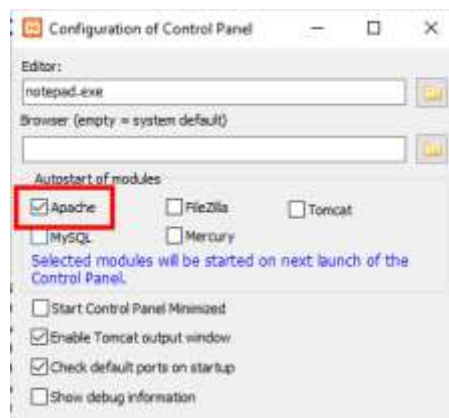 Configuration of Control Panel
Editor:
notepad.exe
Browser (empty = system default)
Autostart of modules
Apache FileZilla Tomcat
MySQL Mercury
Selected modules will be started on next launch of the
Control Panel.
Start Control Panel Minimized
Enable Tomcat output window
Check default ports on startup
Show debug information